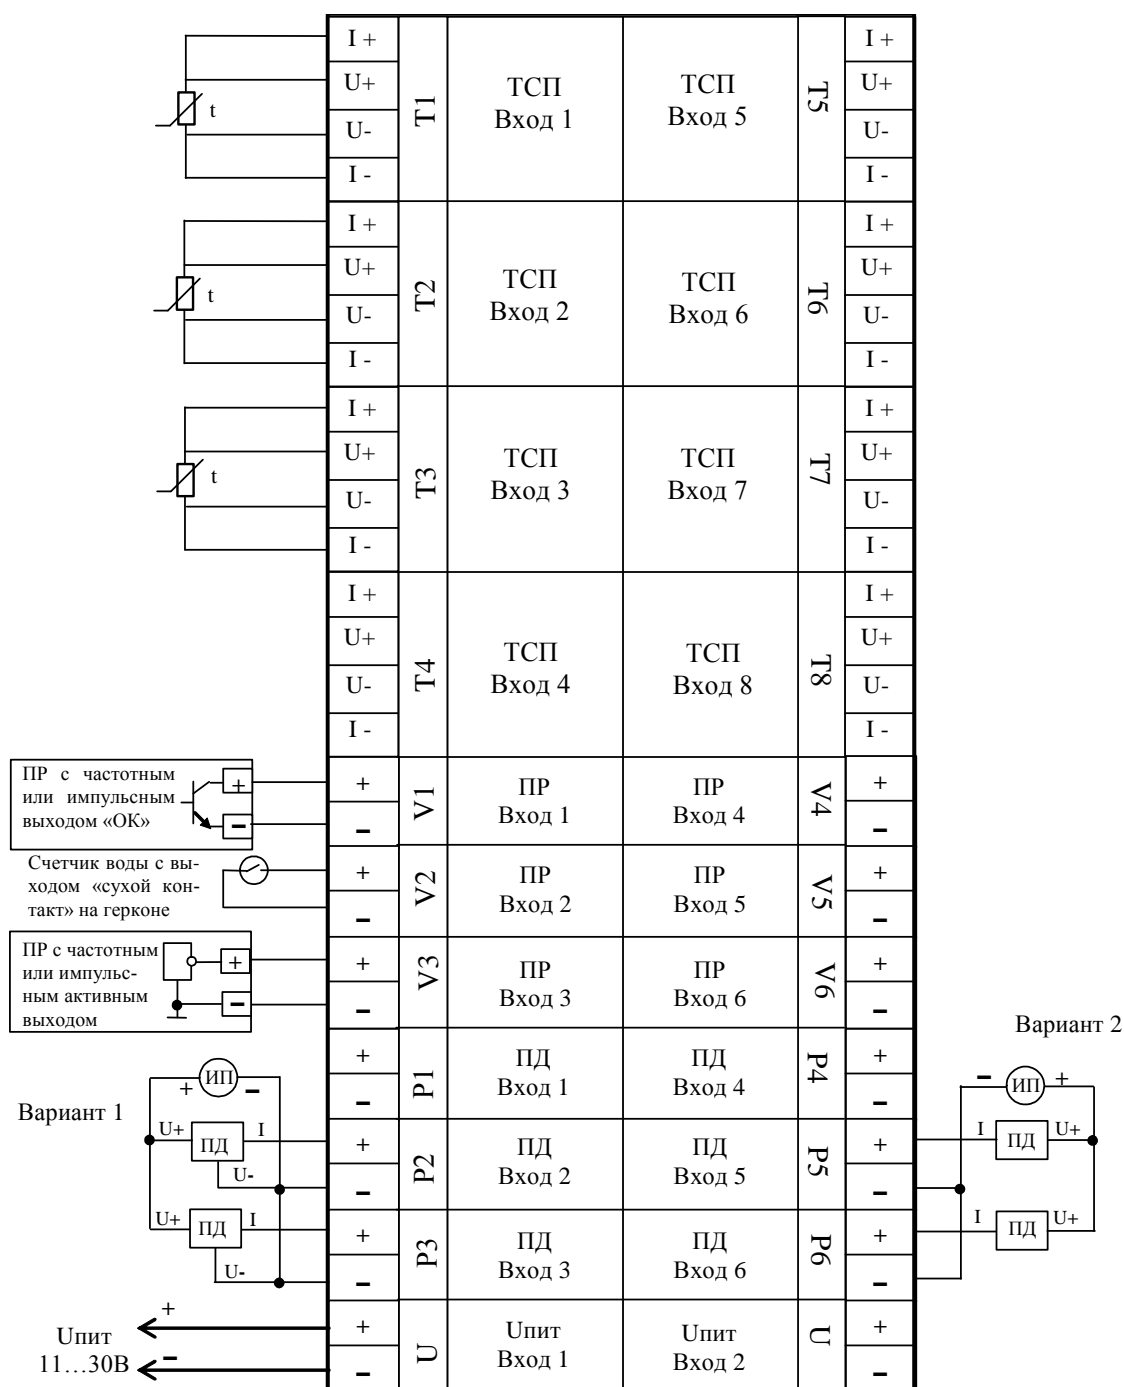 I +
U+
U-
I -
T1
ТСП
Вход 1
ТСП
Вход 5
T5
I +
U+
U-
I -
t
I +
U+
U-
I -
T2
ТСП
Вход 2
ТСП
Вход 6
T6
I +
U+
U-
I -
t
I +
U+
U-
I -
T3
ТСП
Вход 3
ТСП
Вход 7
T7
I +
U+
U-
I -
t
I +
U+
U-
I -
T4
ТСП
Вход 4
ТСП
Вход 8
T8
I +
U+
U-
I -
ПР с частотным
или импульсным
выходом «ОК»
+
-
+
-
V1
ПР
Вход 1
ПР
Вход 4
V4
+
-
Счетчик воды с вы-
ходом «сухой кон-
такт» на герконе
+
-
V2
ПР
Вход 2
ПР
Вход 5
V5
+
-
ПР с частотным
или импульс-
ным активным
выходом
+
-
+
-
V3
ПР
Вход 3
ПР
Вход 6
V6
+
-
Вариант 1
+ ИП -
U+ ПД I
U-
U+ ПД I
U-
+
-
P1
ПД
Вход 1
ПД
Вход 4
P4
+
-
+
-
P2
ПД
Вход 2
ПД
Вход 5
P5
+
-
+
-
P3
ПД
Вход 3
ПД
Вход 6
P6
+
-
Вариант 2
- ИП +
I ПД U+
I ПД U+
+
Uпит
11…30В
-
+
-
U
Uпит
Вход 1
Uпит
Вход 2
U
+
-